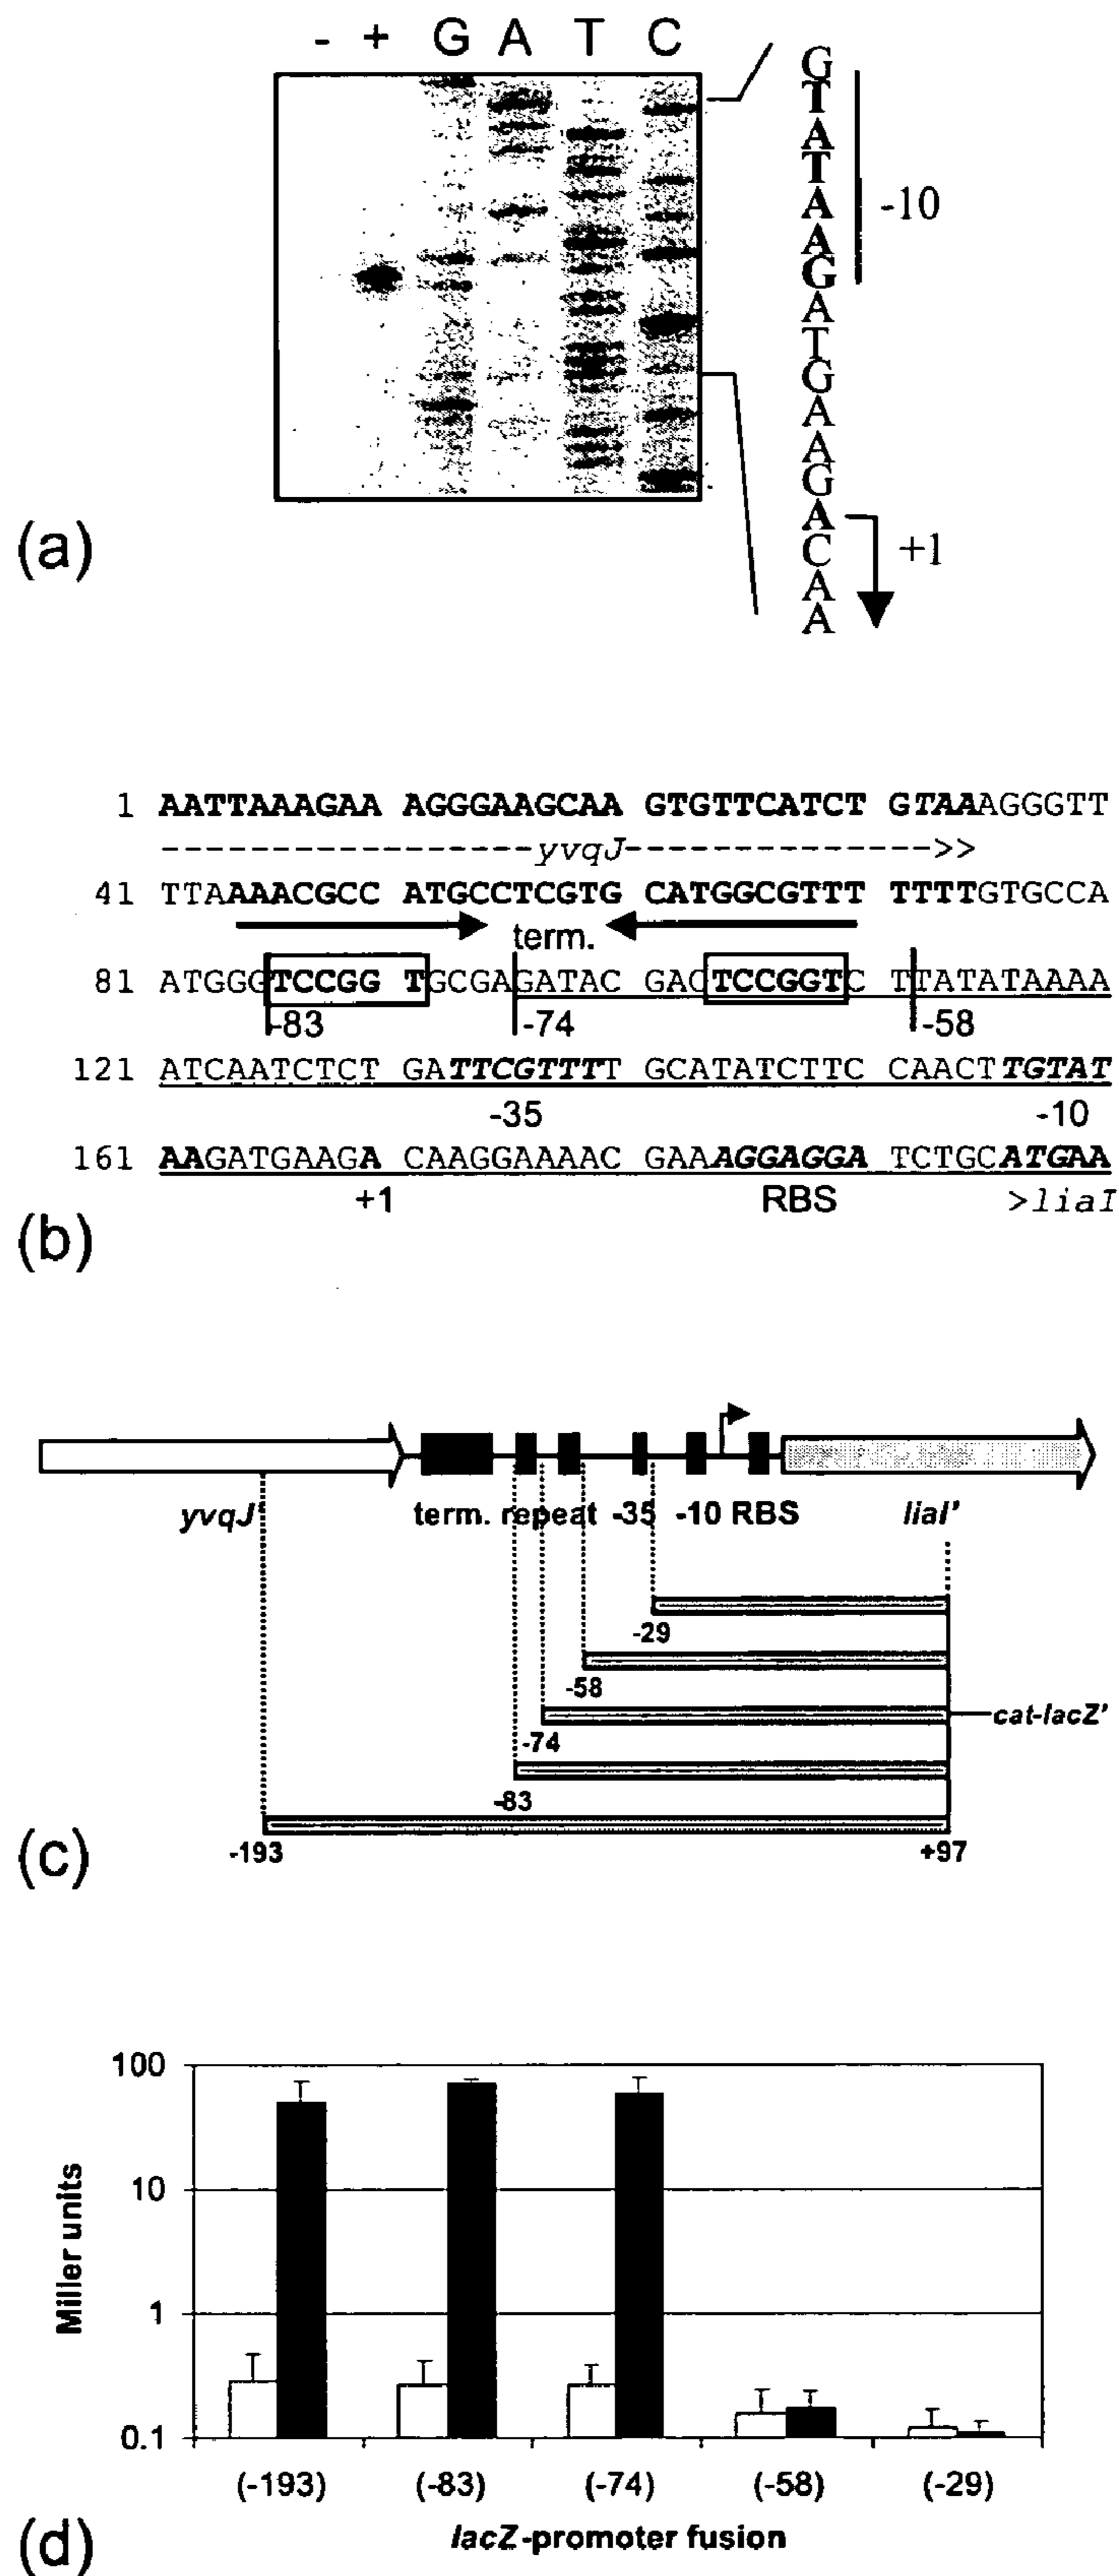 - + G A T C
G
T
A
T
A
A
G
A
T
G
A
A
G
A
C
A
A
-10
+1
(a)
1 AATTAAAGAA AGGGAAGCAA GTGTTCATCT GTAAAGGGTT
-----------------yvqJ-------------->>
41 TTAAAACGCC ATGCCTCGTG CATGGCGTTT TTTTGTGCCA
term.
81 ATGGGTCCGG TGCGAGATAC GACTCCGGTC TTATATAAAA
-83 -74 -58
121 ATCAATCTCT GATTCGTTTT GCATATCTTC CAACTTGTAT
-35 -10
161 AAGATGAAGA CAAGGAAAAC GAAAGGAGGA TCTGCATGAA
+1 RBS >liaI
(b)
yvqJ' term. repeat -35 -10 RBS liaI'
-29
-58
cat-lacZ'
-74
-83
-193 +97
(c)
100
10
1
0.1
Miller units
(-193) (-83) (-74) (-58) (-29)
lacZ-promoter fusion
(d)